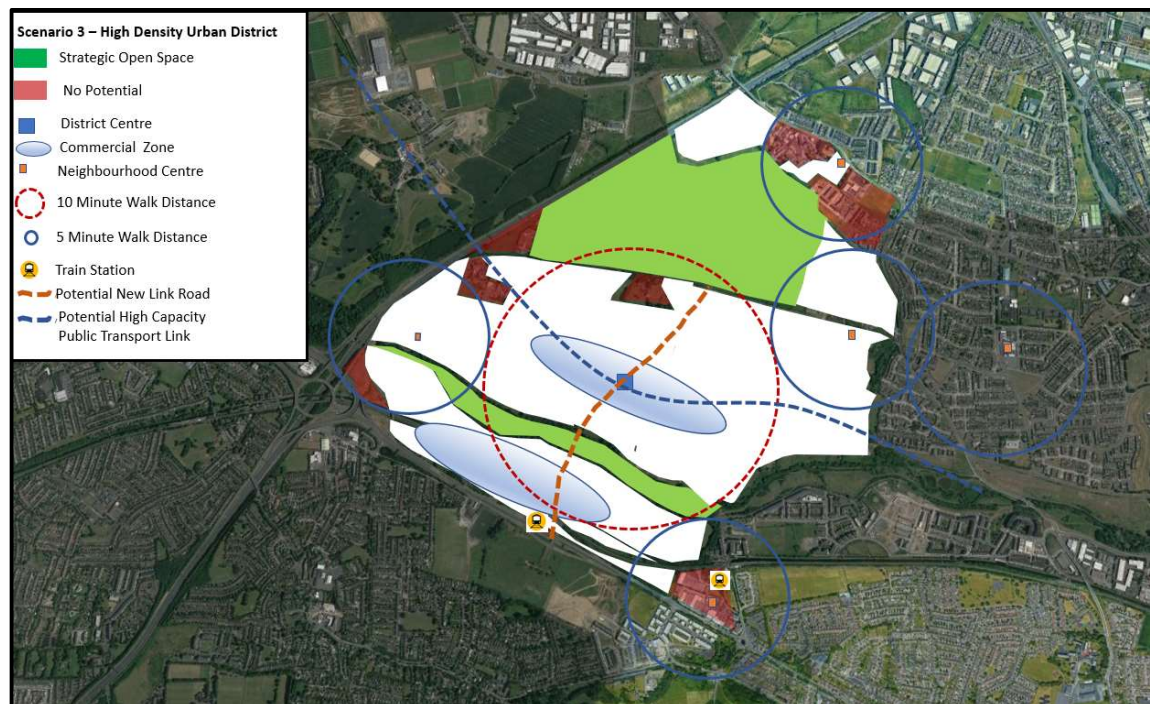 Scenario 3 – High Density Urban District
Strategic Open Space
No Potential
District Centre
Commercial Zone
Neighbourhood Centre
10 Minute Walk Distance
5 Minute Walk Distance
Train Station
Potential New Link Road
Potential High Capacity
Public Transport Link